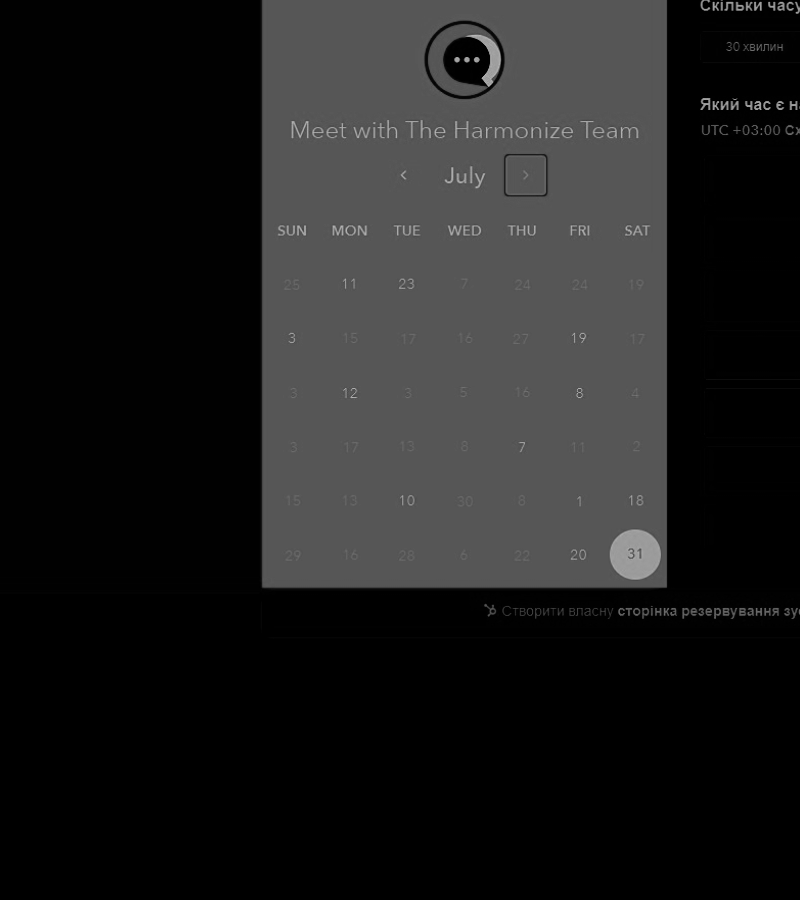 Скільки часу
30 хвилин
Який час є
UTC +03:00
Meet with The Harmonize Team
July
SUN MON TUE WED THU FRI SAT
25 11 23 7 24 24 19
3 15 17 16 27 19 17
3 12 3 5 16 8 4
3 17 13 8 7 11 2
15 13 10 30 8 1 18
29 16 28 6 22 20 31
Створити власну сторінка резервування